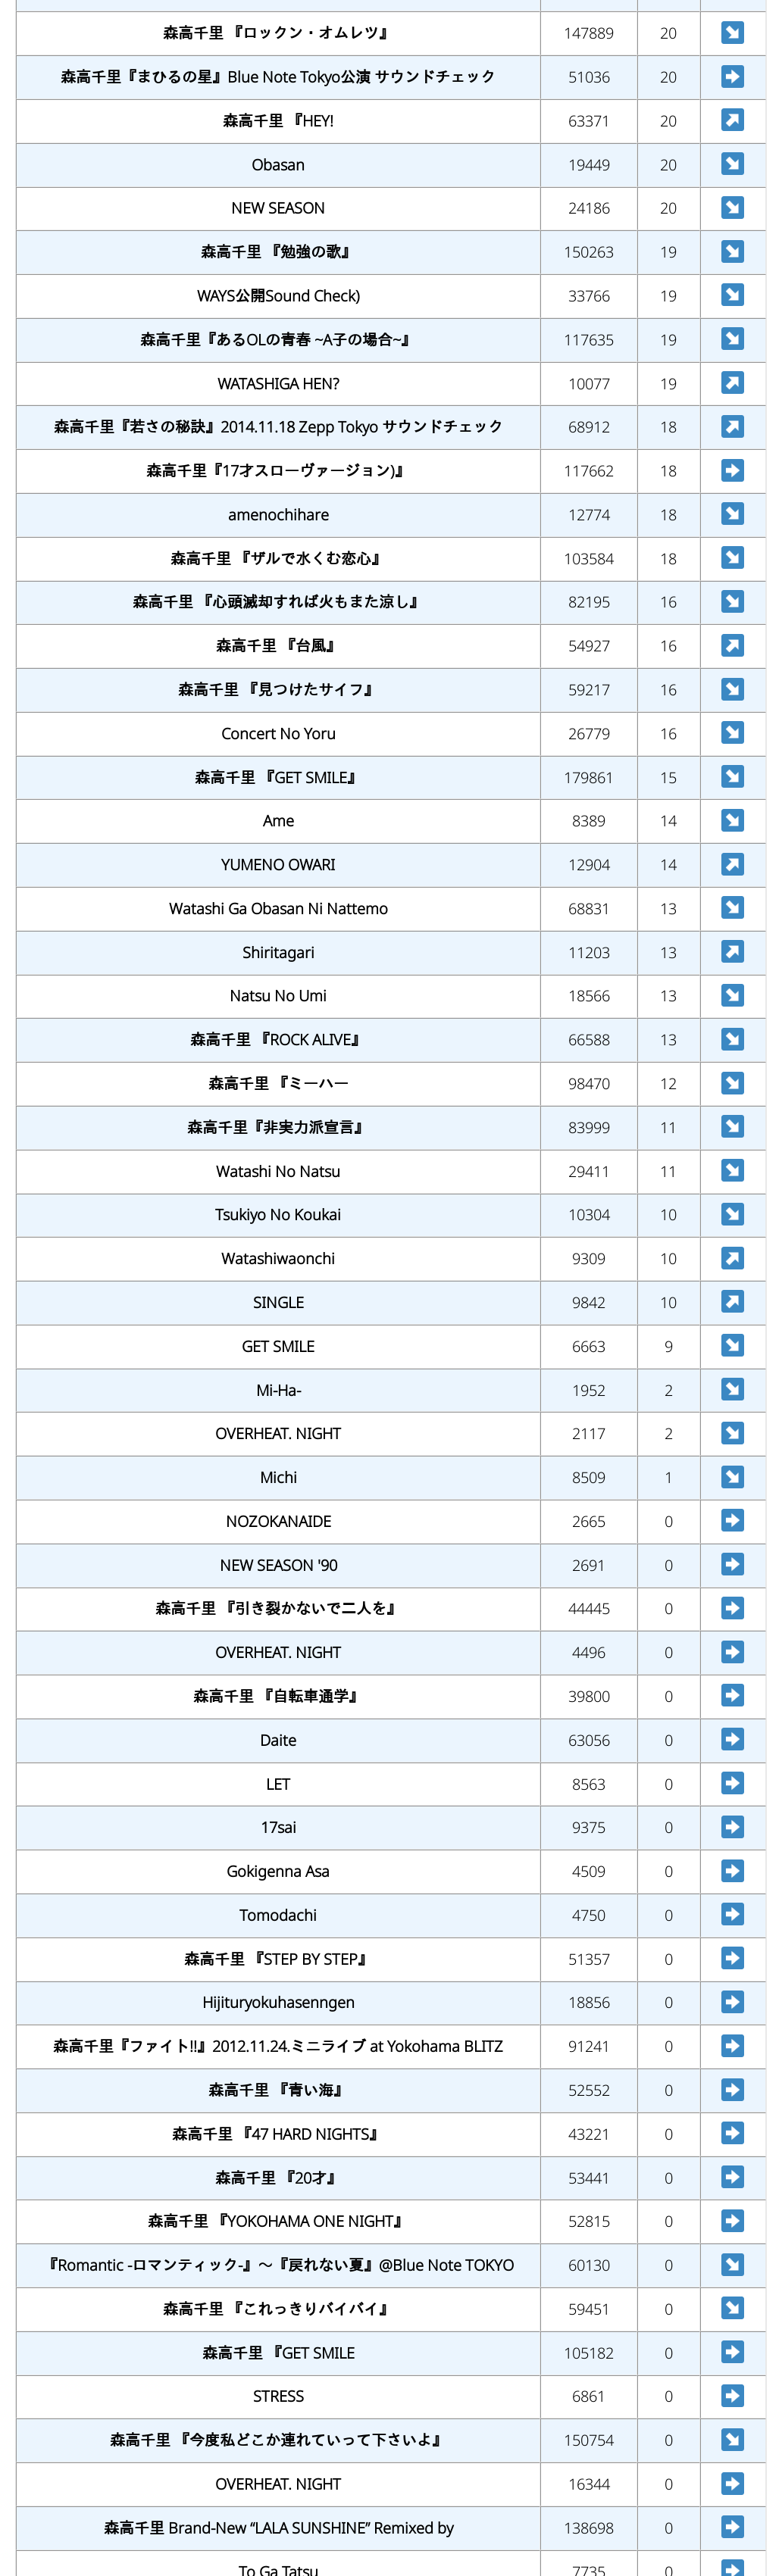 森高千里 『ロックン・オムレツ』 147889 20
森高千里『まひるの星』Blue Note Tokyo公演 サウンドチェック 51036 20
森高千里 『HEY! 63371 20
Obasan 19449 20
NEW SEASON 24186 20
森高千里 『勉強の歌』 150263 19
WAYS公開Sound Check) 33766 19
森高千里『あるOLの青春 ~A子の場合~』 117635 19
WATASHIGA HEN? 10077 19
森高千里『若さの秘訣』2014.11.18 Zepp Tokyo サウンドチェック 68912 18
森高千里『17才スローヴァージョン)』 117662 18
amenochihare 12774 18
森高千里 『ザルで水くむ恋心』 103584 18
森高千里 『心頭滅却すれば火もまた涼し』 82195 16
森高千里 『台風』 54927 16
森高千里 『見つけたサイフ』 59217 16
Concert No Yoru 26779 16
森高千里 『GET SMILE』 179861 15
Ame 8389 14
YUMENO OWARI 12904 14
Watashi Ga Obasan Ni Nattemo 68831 13
Shiritagari 11203 13
Natsu No Umi 18566 13
森高千里 『ROCK ALIVE』 66588 13
森高千里 『ミーハー 98470 12
森高千里『非実力派宣言』 83999 11
Watashi No Natsu 29411 11
Tsukiyo No Koukai 10304 10
Watashiwaonchi 9309 10
SINGLE 9842 10
GET SMILE 6663 9
Mi-Ha- 1952 2
OVERHEAT. NIGHT 2117 2
Michi 8509 1
NOZOKANAIDE 2665 0
NEW SEASON '90 2691 0
森高千里 『引き裂かないで二人を』 44445 0
OVERHEAT. NIGHT 4496 0
森高千里 『自転車通学』 39800 0
Daite 63056 0
LET 8563 0
17sai 9375 0
Gokigenna Asa 4509 0
Tomodachi 4750 0
森高千里 『STEP BY STEP』 51357 0
Hijituryokuhasenngen 18856 0
森高千里『ファイト!!』2012.11.24.ミニライブ at Yokohama BLITZ 91241 0
森高千里 『青い海』 52552 0
森高千里 『47 HARD NIGHTS』 43221 0
森高千里 『20才』 53441 0
森高千里 『YOKOHAMA ONE NIGHT』 52815 0
『Romantic -ロマンティック-』～『戻れない夏』@Blue Note TOKYO 60130 0
森高千里 『これっきりバイバイ』 59451 0
森高千里 『GET SMILE 105182 0
STRESS 6861 0
森高千里 『今度私どこか連れていって下さいよ』 150754 0
OVERHEAT. NIGHT 16344 0
森高千里 Brand-New “LALA SUNSHINE” Remixed by 138698 0
To Ga Tatsu 7735 0